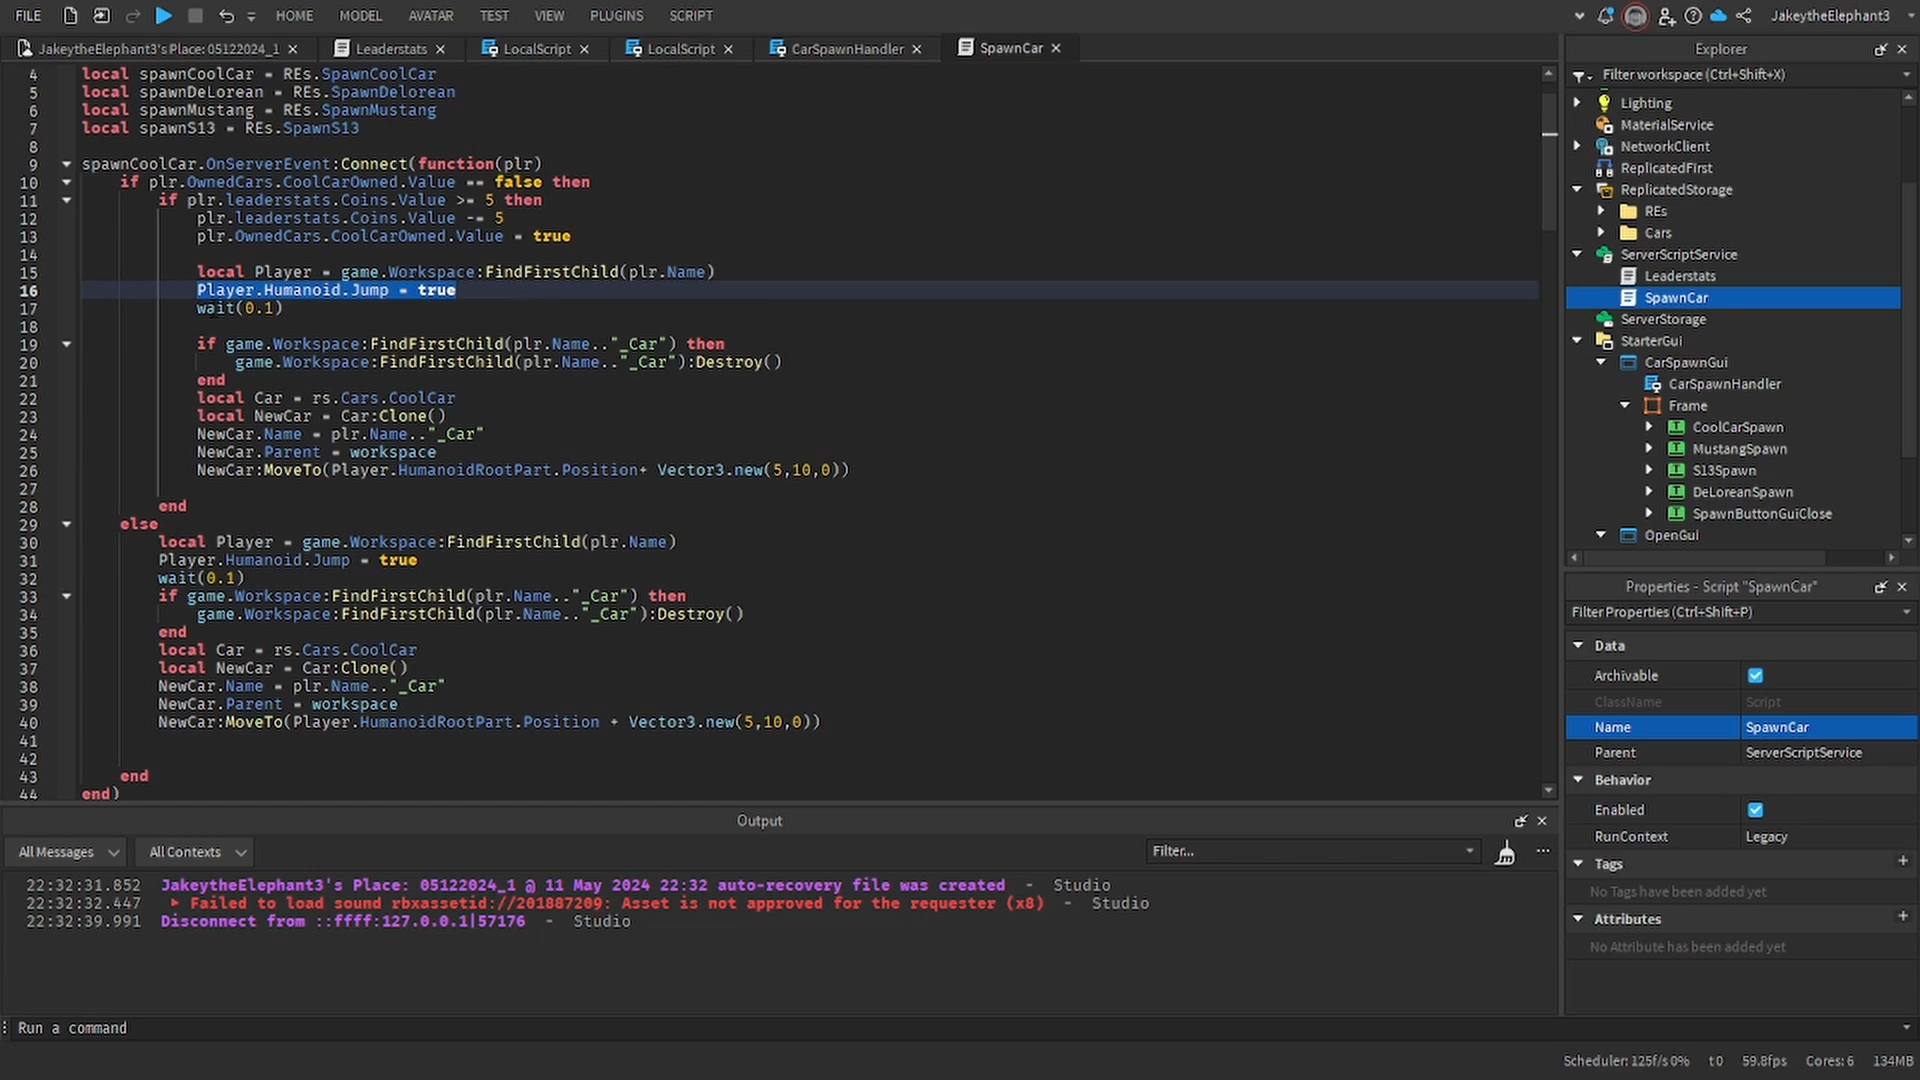 FILE HOME MODEL AVATAR TEST VIEW PLUGINS SCRIPT JakeytheElephant3
JakeytheElephant3's Place: 05122024_1 Leaderstats LocalScript LocalScript CarSpawnHandler SpawnCar
4 local spawnCoolCar = REs.SpawnCoolCar
5 local spawnDeLorean = REs.SpawnDelorean
6 local spawnMustang = REs.SpawnMustang
7 local spawnS13 = REs.SpawnS13
8
9 spawnCoolCar.OnServerEvent:Connect(function(plr)
10 if plr.OwnedCars.CoolCarOwned.Value == false then
11 if plr.leaderstats.Coins.Value >= 5 then
12 plr.leaderstats.Coins.Value -= 5
13 plr.OwnedCars.CoolCarOwned.Value = true
14
15 local Player = game.Workspace:FindFirstChild(plr.Name)
16 Player.Humanoid.Jump = true
17 wait(0.1)
18
19 if game.Workspace:FindFirstChild(plr.Name.."_Car") then
20 game.Workspace:FindFirstChild(plr.Name.."_Car"):Destroy()
21 end
22 local Car = rs.Cars.CoolCar
23 local NewCar = Car:Clone()
24 NewCar.Name = plr.Name.."_Car"
25 NewCar.Parent = workspace
26 NewCar:MoveTo(Player.HumanoidRootPart.Position+ Vector3.new(5,10,0))
27
28 end
29 else
30 local Player = game.Workspace:FindFirstChild(plr.Name)
31 Player.Humanoid.Jump = true
32 wait(0.1)
33 if game.Workspace:FindFirstChild(plr.Name.."_Car") then
34 game.Workspace:FindFirstChild(plr.Name.."_Car"):Destroy()
35 end
36 local Car = rs.Cars.CoolCar
37 local NewCar = Car:Clone()
38 NewCar.Name = plr.Name.."_Car"
39 NewCar.Parent = workspace
40 NewCar:MoveTo(Player.HumanoidRootPart.Position + Vector3.new(5,10,0))
41
42
43 end
44 end)
Output
All Messages All Contexts Filter...
22:32:31.852 JakeytheElephant3's Place: 05122024_1 @ 11 May 2024 22:32 auto-recovery file was created - Studio
22:32:32.447 Failed to load sound rbxassetid://201887209: Asset is not approved for the requester (x8) - Studio
22:32:39.991 Disconnect from ::ffff:127.0.0.1|57176 - Studio
Run a command
Explorer
Filter workspace (Ctrl+Shift+X)
Lighting
MaterialService
NetworkClient
ReplicatedFirst
ReplicatedStorage
REs
Cars
ServerScriptService
Leaderstats
SpawnCar
ServerStorage
StarterGui
CarSpawnGui
CarSpawnHandler
Frame
CoolCarSpawn
MustangSpawn
S13Spawn
DeLoreanSpawn
SpawnButtonGuiClose
OpenGui
Properties - Script "SpawnCar"
Filter Properties (Ctrl+Shift+P)
Data
Archivable
ClassName Script
Name SpawnCar
Parent ServerScriptService
Behavior
Enabled
RunContext Legacy
Tags
No Tags have been added yet
Attributes
No Attribute has been added yet
Scheduler: 125f/s 0% t 0 59.8fps Cores: 6 134MB